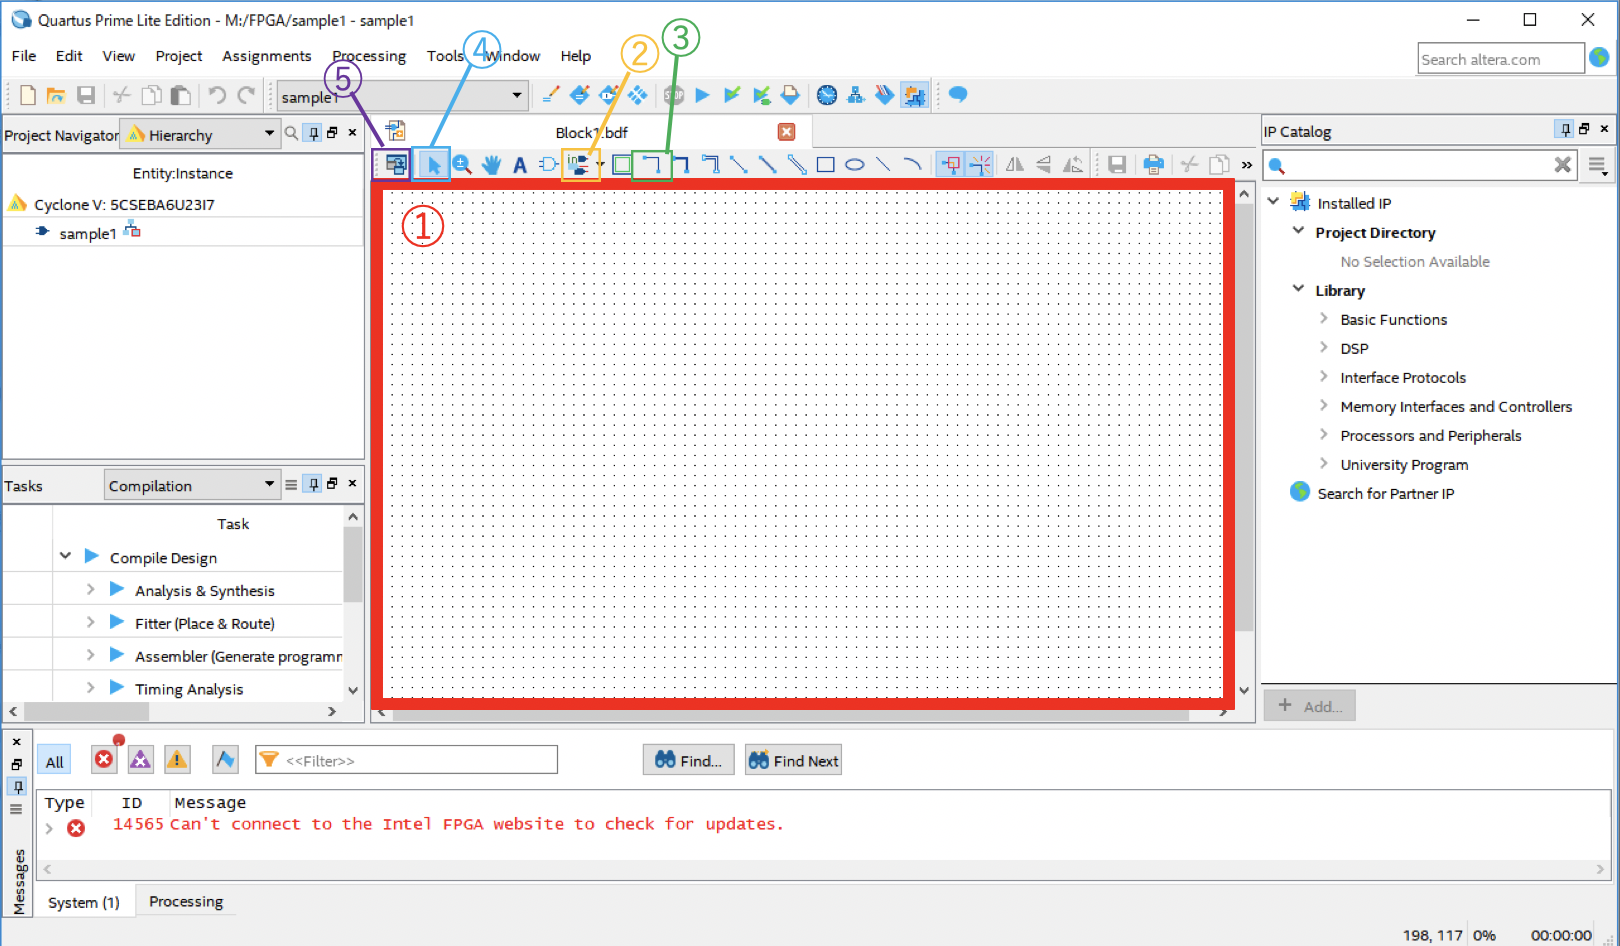 Quartus Prime Lite Edition - M:/FPGA/sample1 - sample1
File Edit View Project Assignments Processing Tools Window Help
Search altera.com
④
②
③
⑤
sample1
STOP
Project Navigator
Hierarchy
Block1.bdf
IP Catalog
A
in
»
Entity:Instance
Cyclone V: 5CSEBA6U23I7
sample1
①
Installed IP
Project Directory
No Selection Available
Library
Basic Functions
DSP
Interface Protocols
Memory Interfaces and Controllers
Processors and Peripherals
University Program
Search for Partner IP
+ Add...
Tasks
Compilation
Task
Compile Design
Analysis & Synthesis
Fitter (Place & Route)
Assembler (Generate programm
Timing Analysis
All
<<Filter>>
Find...
Find Next
Type ID Message
14565 Can't connect to the Intel FPGA website to check for updates.
Messages
System (1)
Processing
198, 117 0% 00:00:00